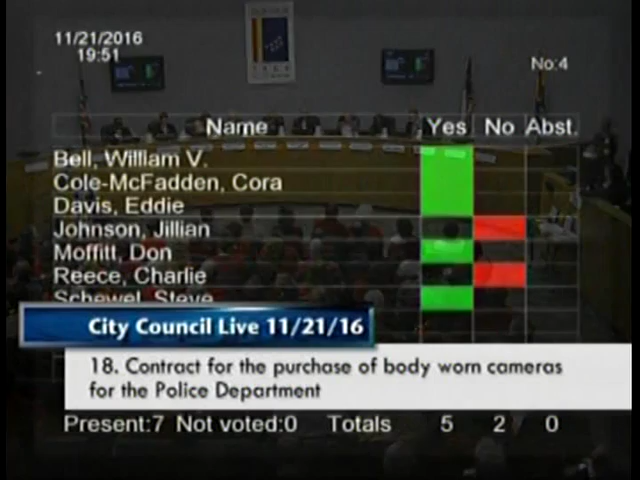 11/21/2016
19:51
No:4
Name Yes No Abst.
Bell, William V.
Cole-McFadden, Cora
Davis, Eddie
Johnson, Jillian
Moffitt, Don
Reece, Charlie
Schewel, Steve
City Council Live 11/21/16
18. Contract for the purchase of body worn cameras
for the Police Department
Present:7 Not voted:0 Totals 5 2 0